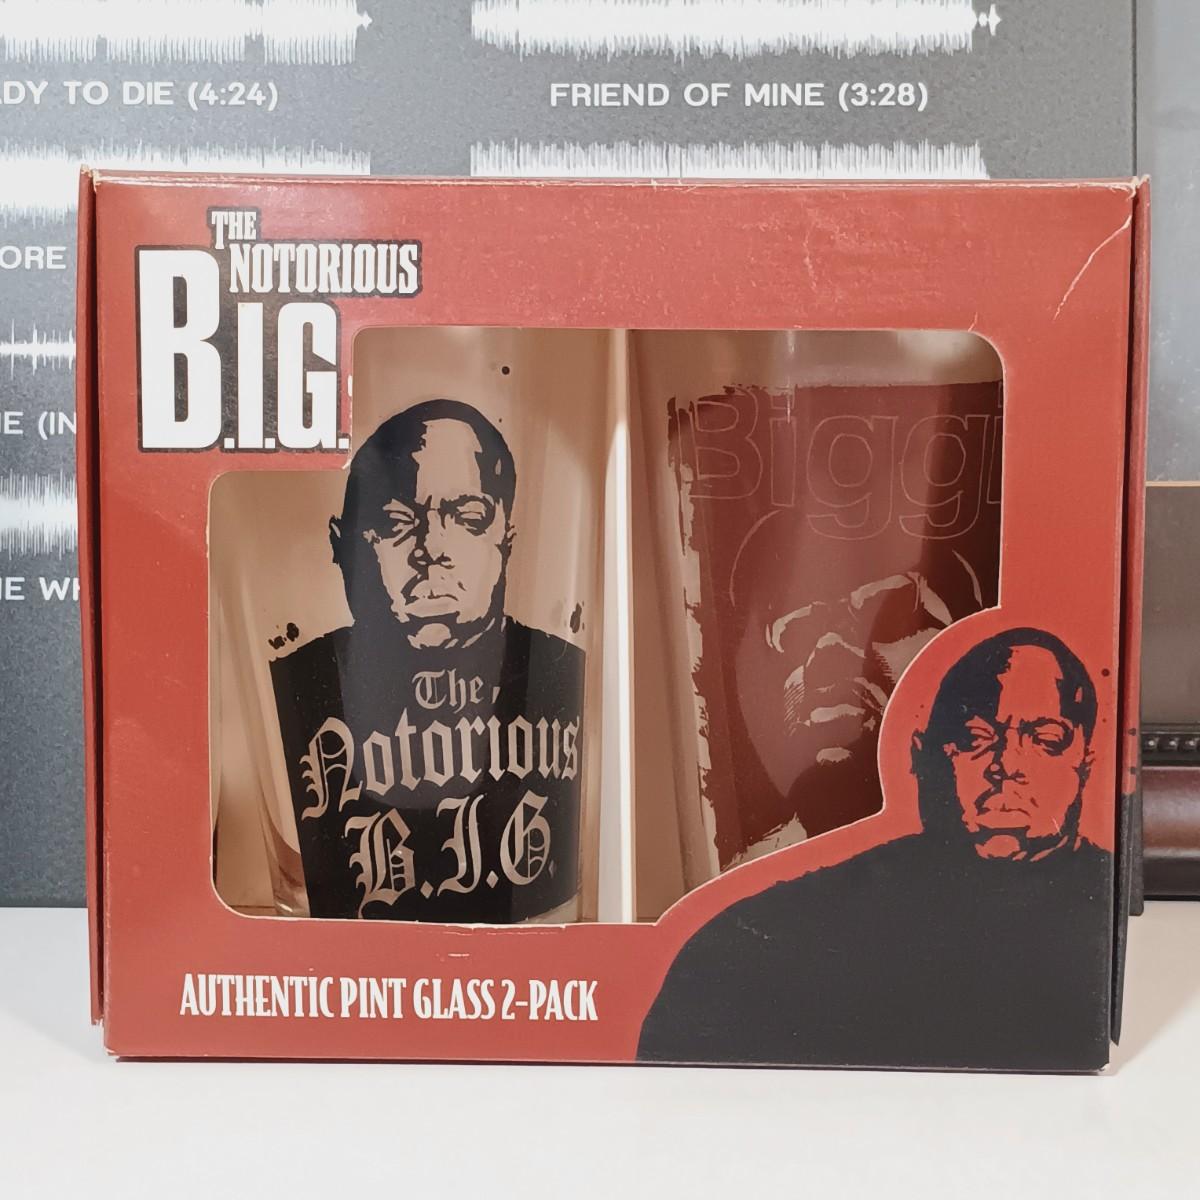 DY TO DIE (4:24)
FRIEND OF MINE (3:28)
ORE
E (IN
E WH
THE
NOTORIOUS
B.I.G.
The
Notorious
B.I.G.
Biggi
AUTHENTIC PINT GLASS 2-PACK